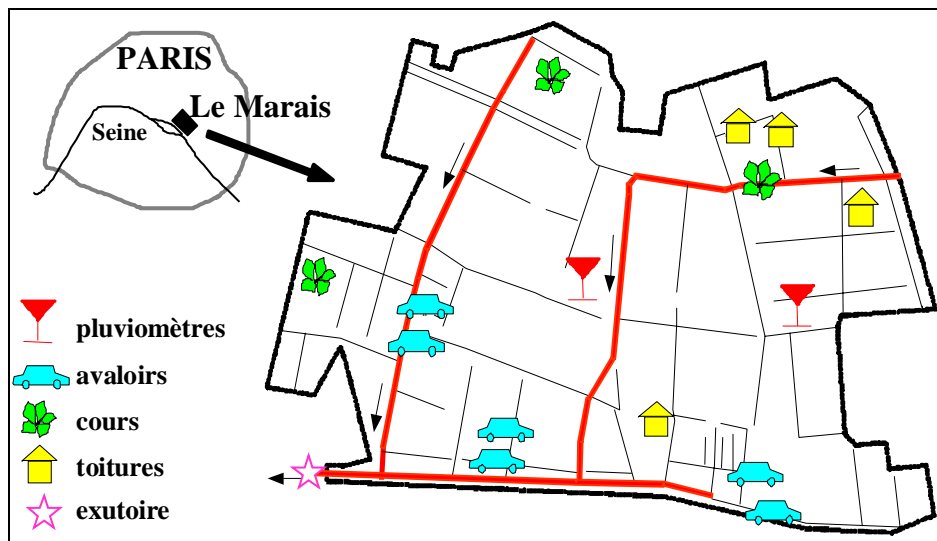 PARIS
Le Marais
Seine
pluviomètres
avaloirs
cours
toitures
exutoire